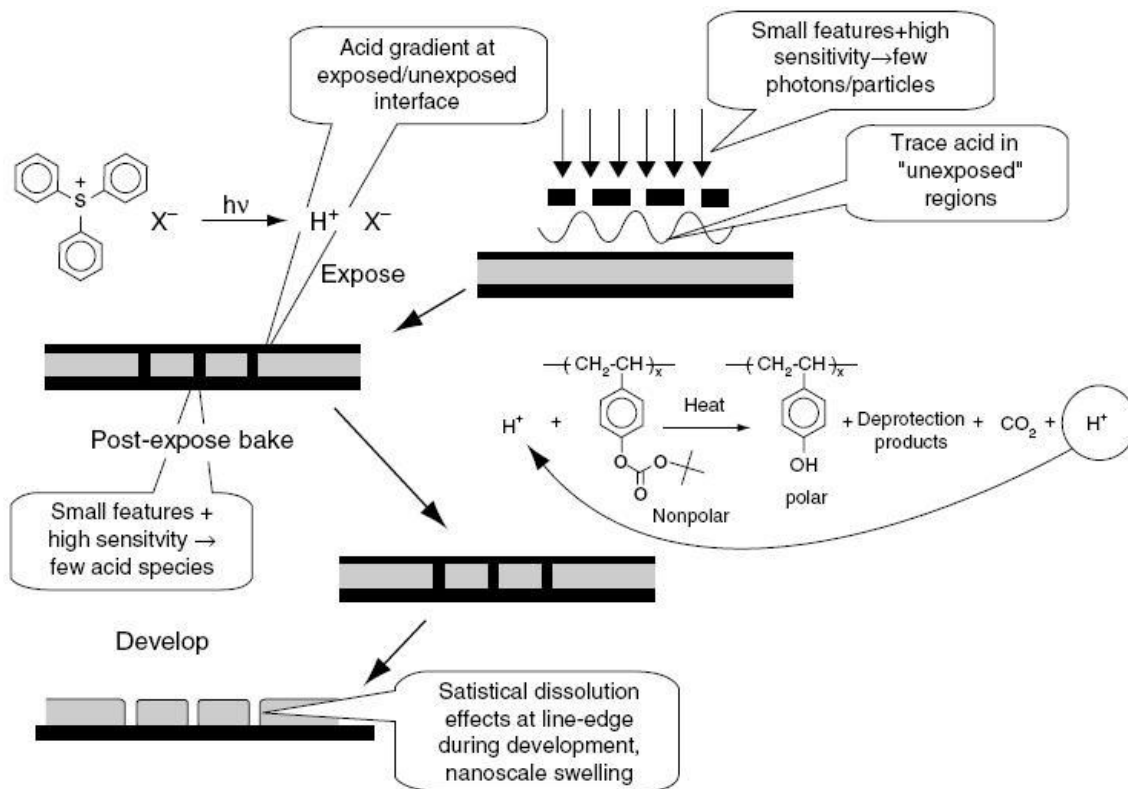 Acid gradient at
exposed/unexposed
interface
Small features+high
sensitivity→few
photons/particles
Trace acid in
"unexposed"
regions
S+ X⁻ hν H⁺ X⁻
Expose
Post-expose bake
Small features +
high sensitvity →
few acid species
—( CH₂-CH )ₓ —( CH₂-CH )ₓ
H⁺ + Heat + Deprotection products + CO₂ + H⁺
O O
O
Nonpolar
OH
polar
Develop
Satistical dissolution
effects at line-edge
during development,
nanoscale swelling